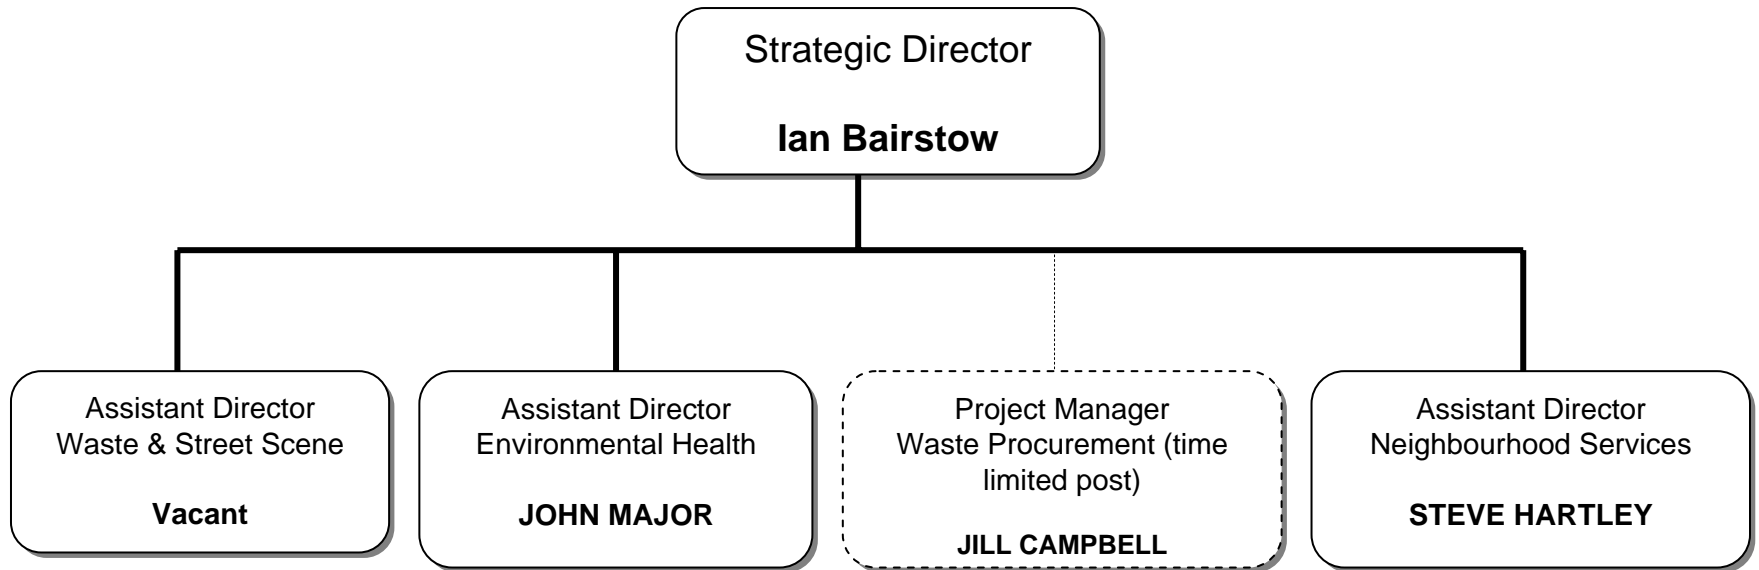 Strategic Director
Ian Bairstow
Assistant Director
Waste & Street Scene
Vacant
Assistant Director
Environmental Health
JOHN MAJOR
Project Manager
Waste Procurement (time
limited post)
JILL CAMPBELL
Assistant Director
Neighbourhood Services
STEVE HARTLEY